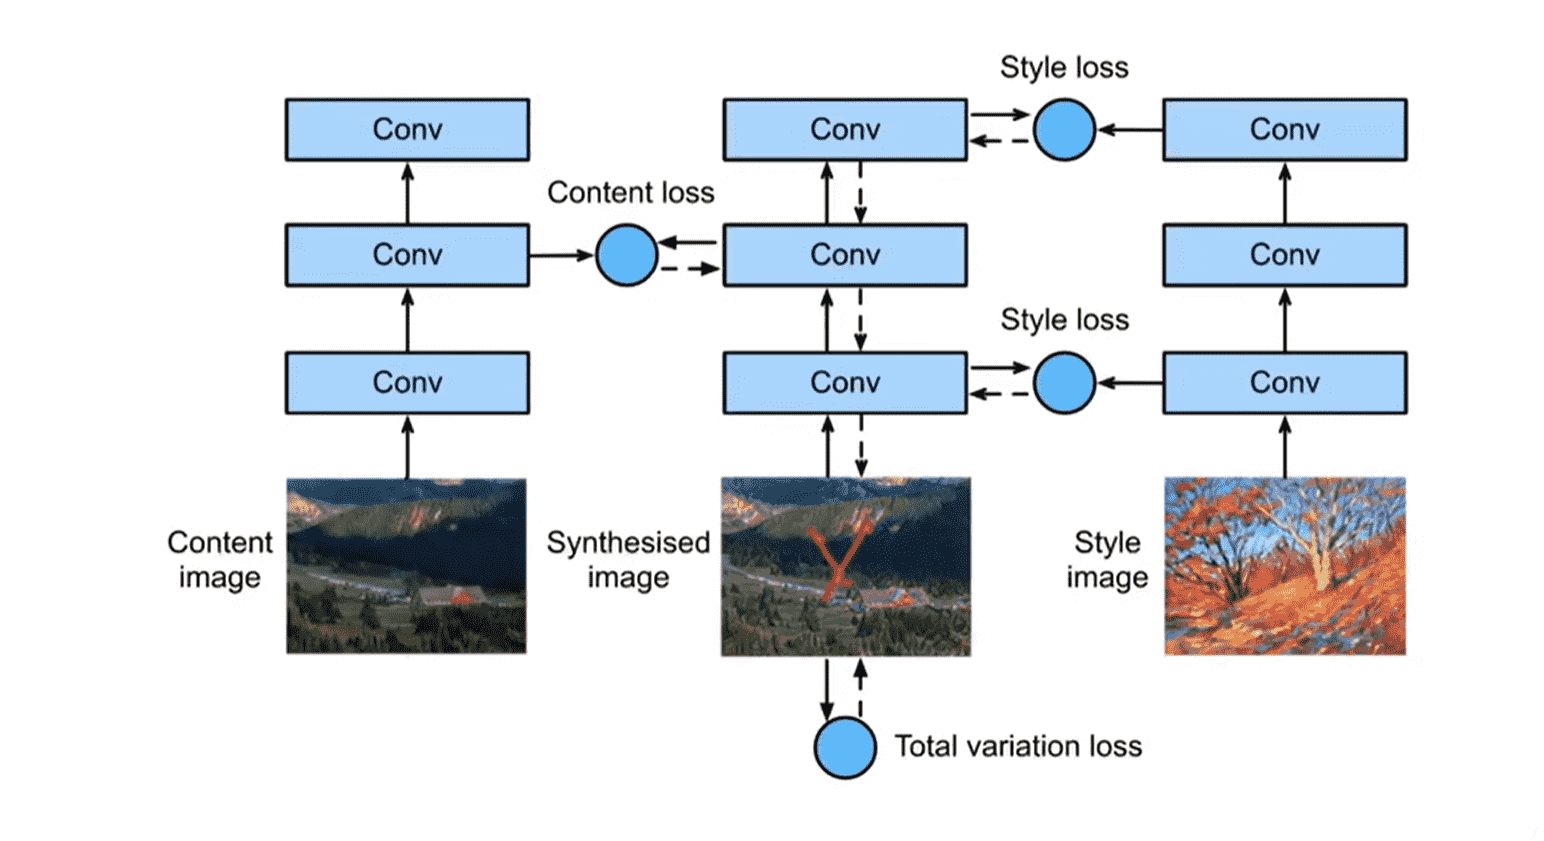 Style loss
Conv
Conv
Conv
Content loss
Conv
Conv
Conv
Style loss
Conv
Conv
Conv
Content
image
Synthesised
image
Style
image
Total variation loss